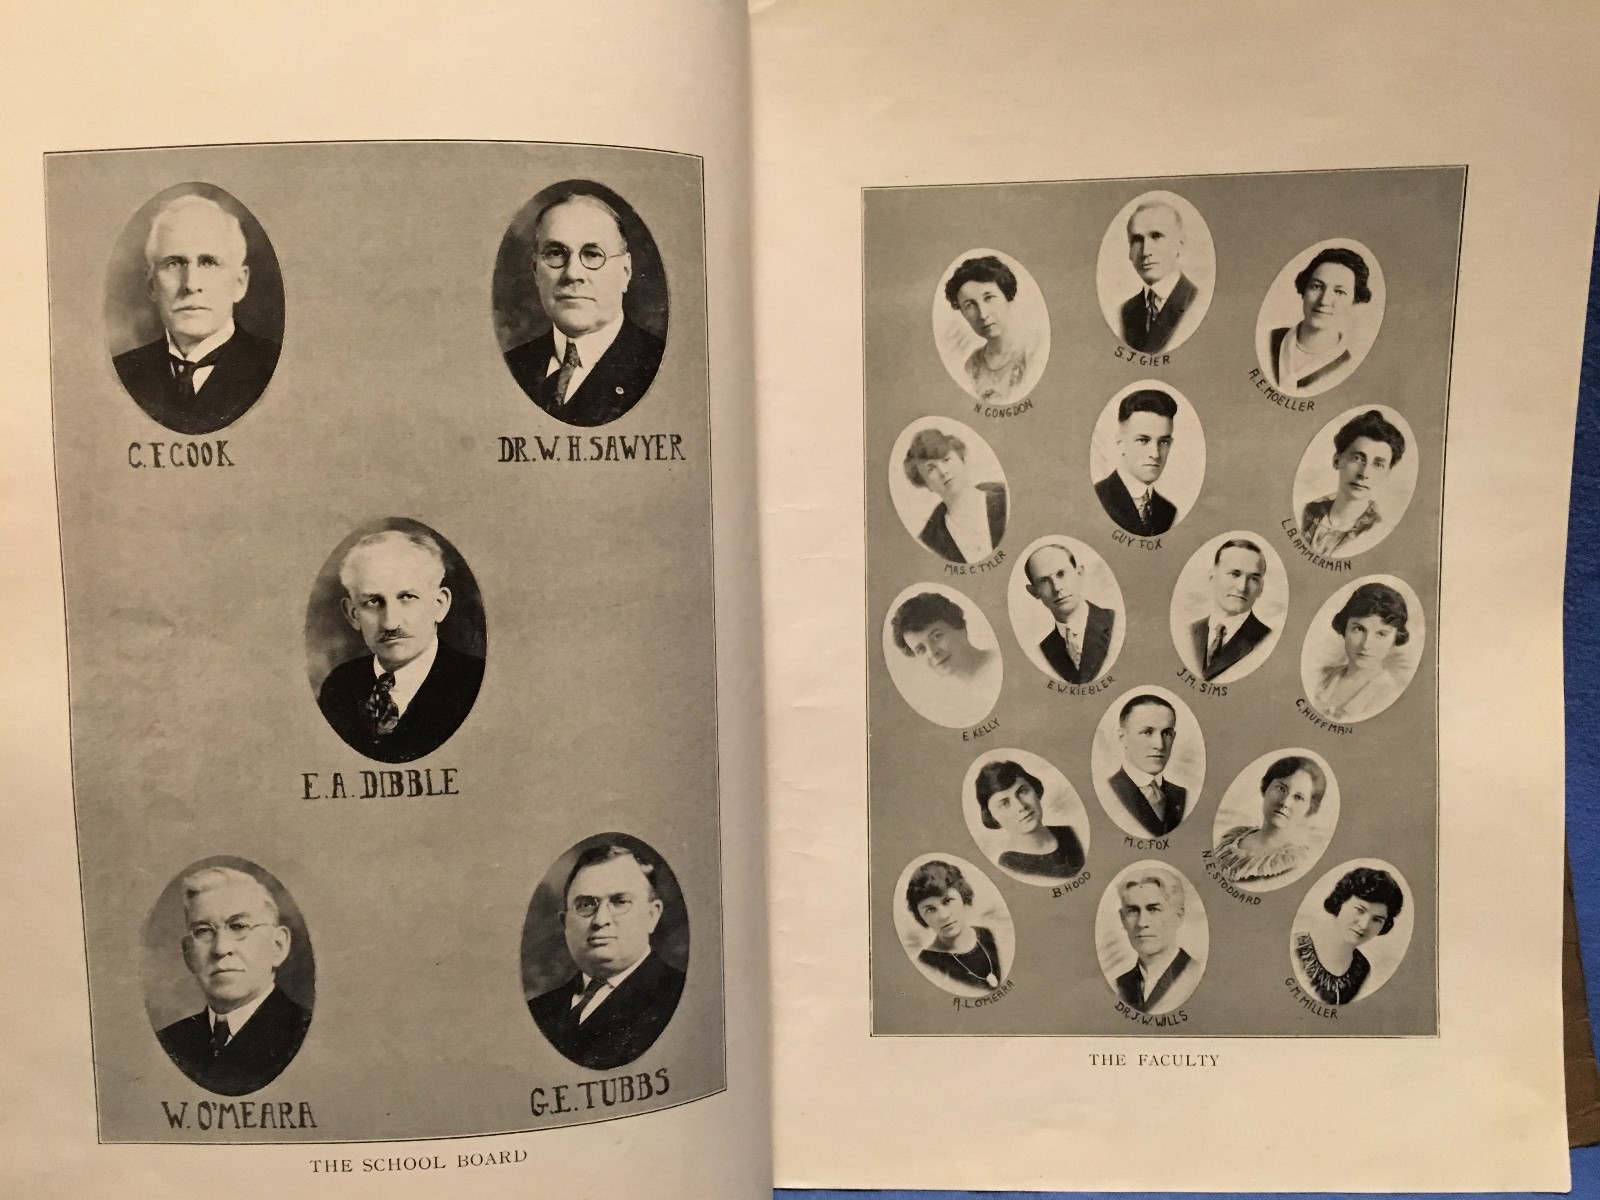 C. F. COOK
DR. W. H. SAWYER
E. A. DIBBLE
W. O'MEARA
G. E. TUBBS
THE SCHOOL BOARD
S. J GIER
N. CONGDON
A. E. MOELLER
GUY FOX
MRS. C TYLER
L. B. AMMERMAN
E. W. KIEBLER
J. M. SIMS
E. KELLY
C. HUFFMAN
M. C. FOX
B. HOOD
N. E. STODDARD
A. L. OMEARA
DR. J. W. WILLS
G. M. MILLER
THE FACULTY